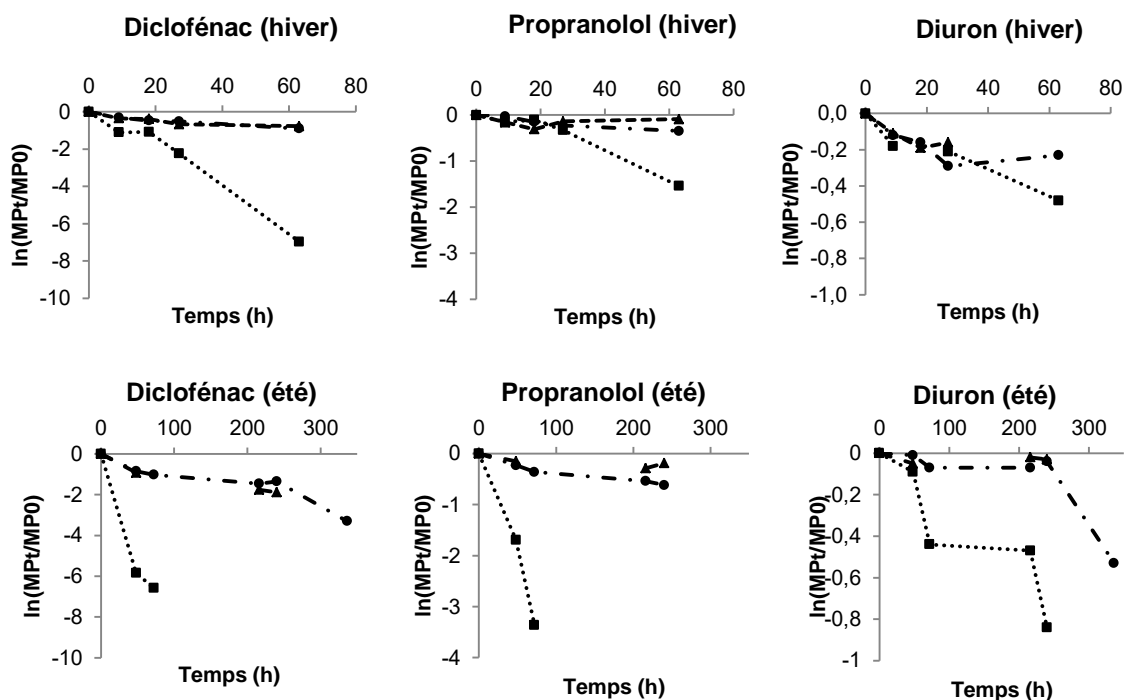 Diclofénac (hiver)
0 20 40 60 80
0
-2
-4
-6
-8
-10
ln(MPt/MP0)
Temps (h)
Propranolol (hiver)
0 20 40 60 80
0
-1
-2
-3
-4
ln(MPt/MP0)
Temps (h)
Diuron (hiver)
0 20 40 60 80
0,0
-0,2
-0,4
-0,6
-0,8
-1,0
ln(MPt/MP0)
Temps (h)
Diclofénac (été)
0 100 200 300
0
-2
-4
-6
-8
-10
ln(MPt/MP0)
Temps (h)
Propranolol (été)
0 100 200 300
0
-1
-2
-3
-4
ln(MPt/MP0)
Temps (h)
Diuron (été)
0 100 200 300
0
-0,2
-0,4
-0,6
-0,8
-1
ln(MPt/MP0)
Temps (h)